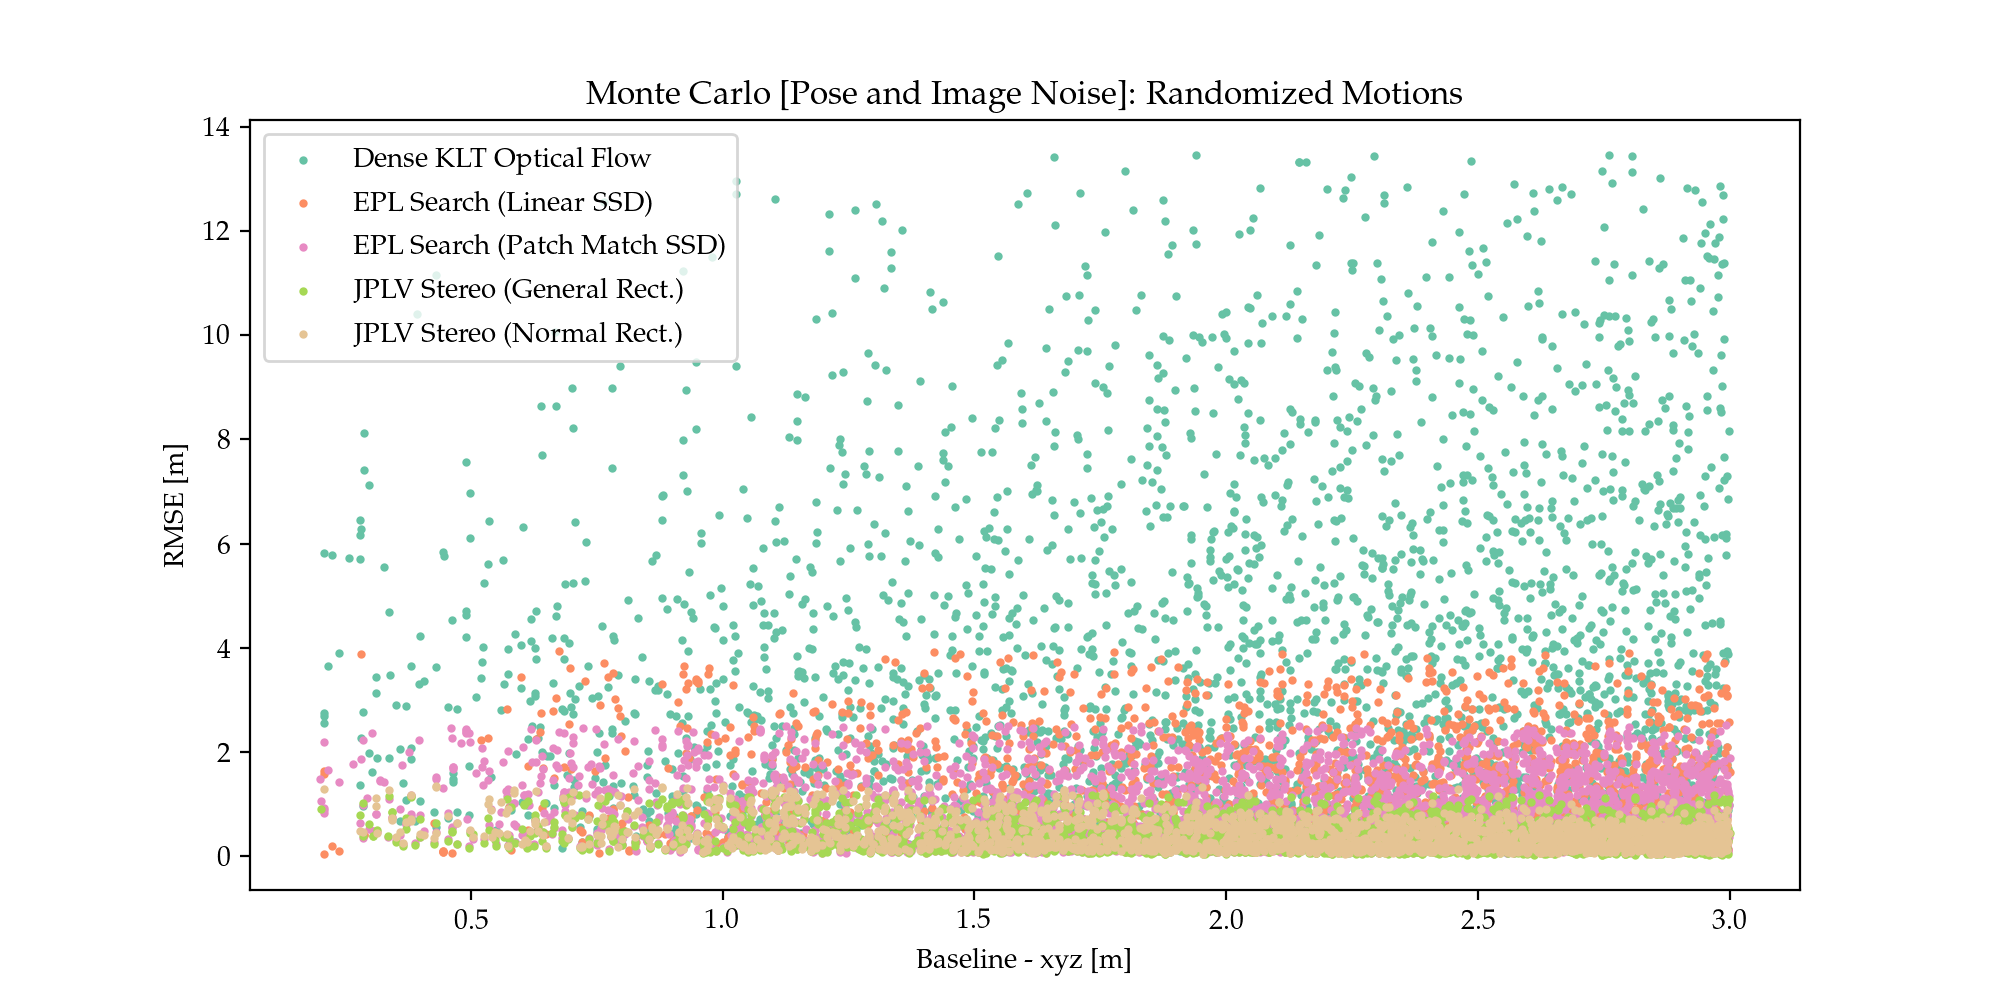 Monte Carlo [Pose and Image Noise]: Randomized Motions
14
12
10
8
6
4
2
0
RMSE [m]
Dense KLT Optical Flow
EPL Search (Linear SSD)
EPL Search (Patch Match SSD)
JPLV Stereo (General Rect.)
JPLV Stereo (Normal Rect.)
0.5
1.0
1.5
2.0
2.5
3.0
Baseline - xyz [m]